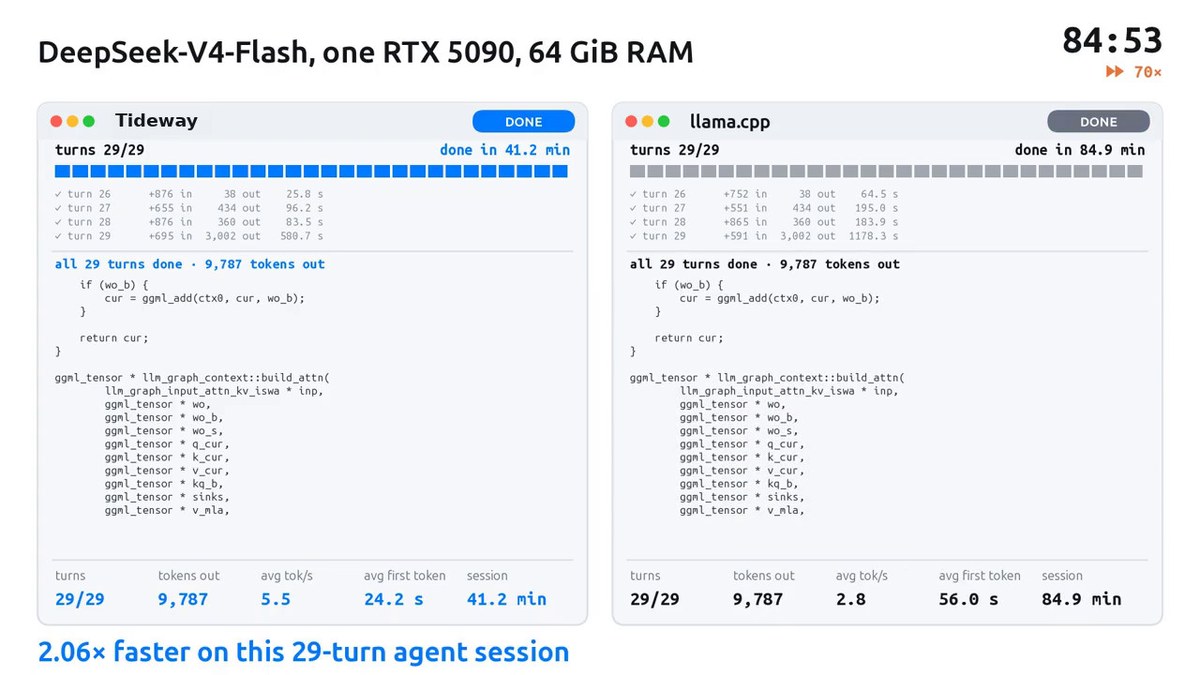 DeepSeek-V4-Flash, one RTX 5090, 64 GiB RAM
84:53
70×
Tideway
DONE
turns 29/29
done in 41.2 min
✓ turn 26 +876 in 38 out 25.8 s
✓ turn 27 +655 in 434 out 96.2 s
✓ turn 28 +876 in 360 out 83.5 s
✓ turn 29 +695 in 3,002 out 580.7 s
all 29 turns done · 9,787 tokens out
if (wo_b) {
cur = ggml_add(ctx0, cur, wo_b);
}
return cur;
}
ggml_tensor * llm_graph_context::build_attn(
llm_graph_input_attn_kv_iswa * inp,
ggml_tensor * wo,
ggml_tensor * wo_b,
ggml_tensor * wo_s,
ggml_tensor * q_cur,
ggml_tensor * k_cur,
ggml_tensor * v_cur,
ggml_tensor * kq_b,
ggml_tensor * sinks,
ggml_tensor * v_mla,
turns tokens out avg tok/s avg first token session
29/29 9,787 5.5 24.2 s 41.2 min
llama.cpp
DONE
turns 29/29
done in 84.9 min
✓ turn 26 +752 in 38 out 64.5 s
✓ turn 27 +551 in 434 out 195.0 s
✓ turn 28 +865 in 360 out 183.9 s
✓ turn 29 +591 in 3,002 out 1178.3 s
all 29 turns done · 9,787 tokens out
if (wo_b) {
cur = ggml_add(ctx0, cur, wo_b);
}
return cur;
}
ggml_tensor * llm_graph_context::build_attn(
llm_graph_input_attn_kv_iswa * inp,
ggml_tensor * wo,
ggml_tensor * wo_b,
ggml_tensor * wo_s,
ggml_tensor * q_cur,
ggml_tensor * k_cur,
ggml_tensor * v_cur,
ggml_tensor * kq_b,
ggml_tensor * sinks,
ggml_tensor * v_mla,
turns tokens out avg tok/s avg first token session
29/29 9,787 2.8 56.0 s 84.9 min
2.06× faster on this 29-turn agent session